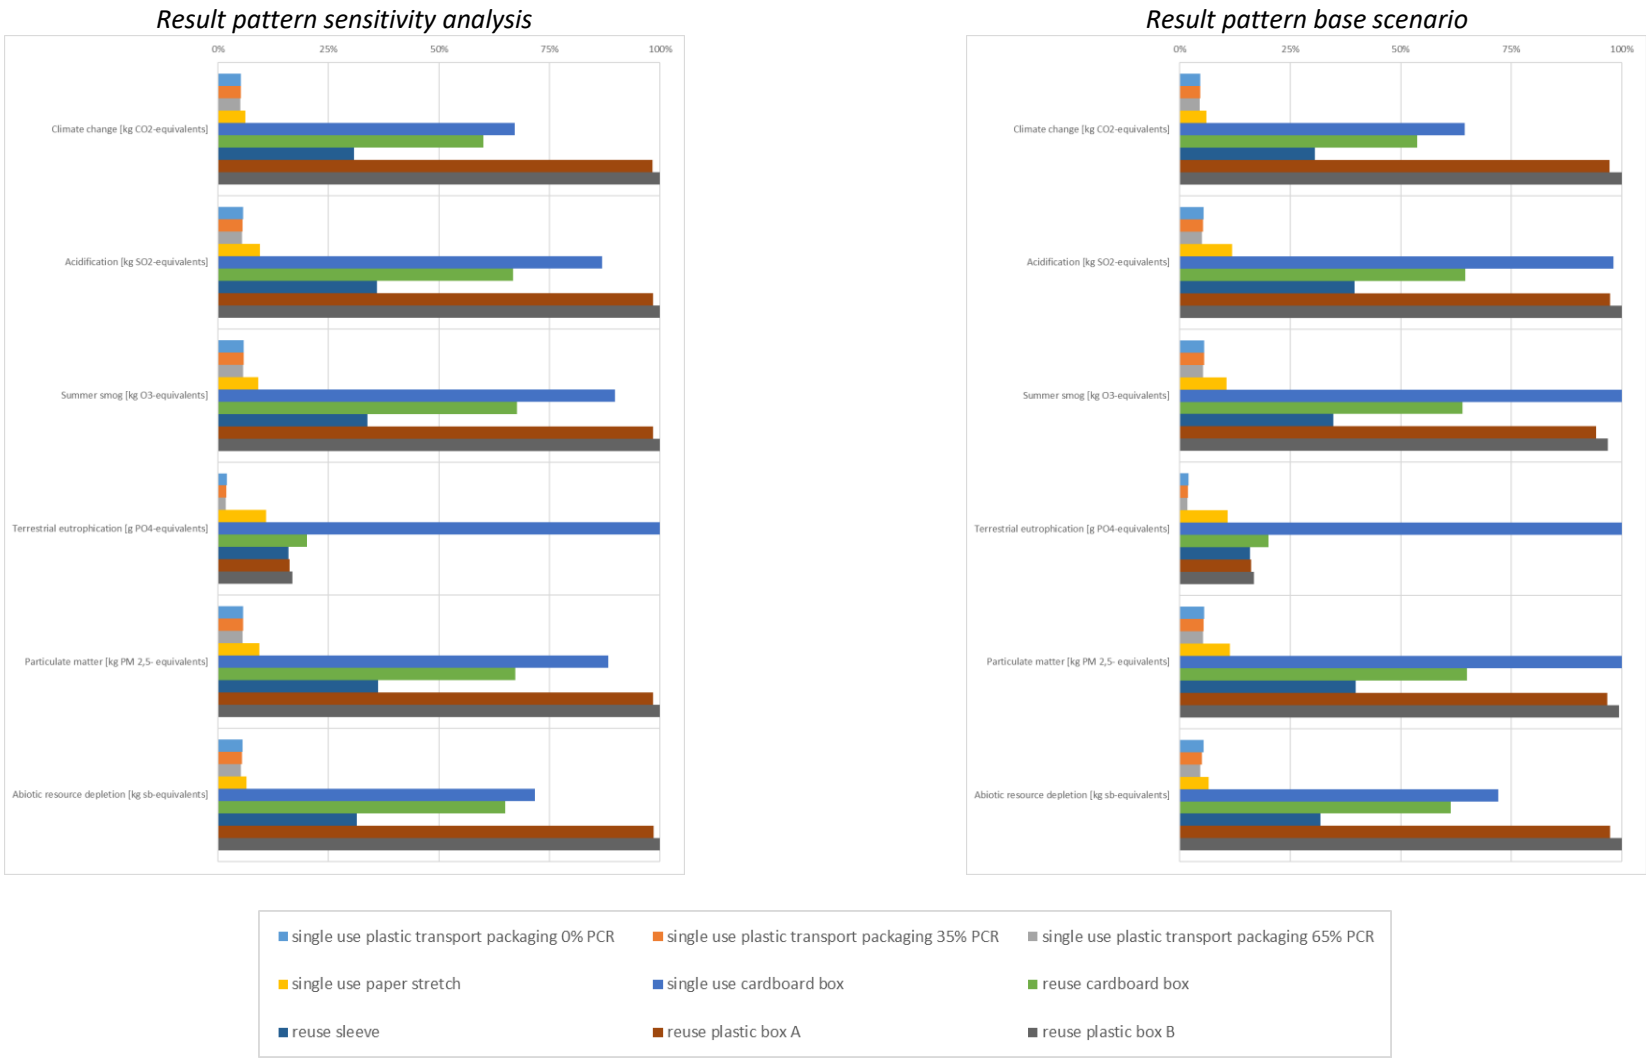 Result pattern sensitivity analysis
0% 25% 50% 75% 100%
Climate change [kg CO2-equivalents]
Acidification [kg SO2-equivalents]
Summer smog [kg O3-equivalents]
Terrestrial eutrophication [g PO4-equivalents]
Particulate matter [kg PM 2,5- equivalents]
Abiotic resource depletion [kg sb-equivalents]
Result pattern base scenario
0% 25% 50% 75% 100%
Climate change [kg CO2-equivalents]
Acidification [kg SO2-equivalents]
Summer smog [kg O3-equivalents]
Terrestrial eutrophication [g PO4-equivalents]
Particulate matter [kg PM 2,5- equivalents]
Abiotic resource depletion [kg sb-equivalents]
single use plastic transport packaging 0% PCR single use plastic transport packaging 35% PCR single use plastic transport packaging 65% PCR
single use paper stretch single use cardboard box reuse cardboard box
reuse sleeve reuse plastic box A reuse plastic box B